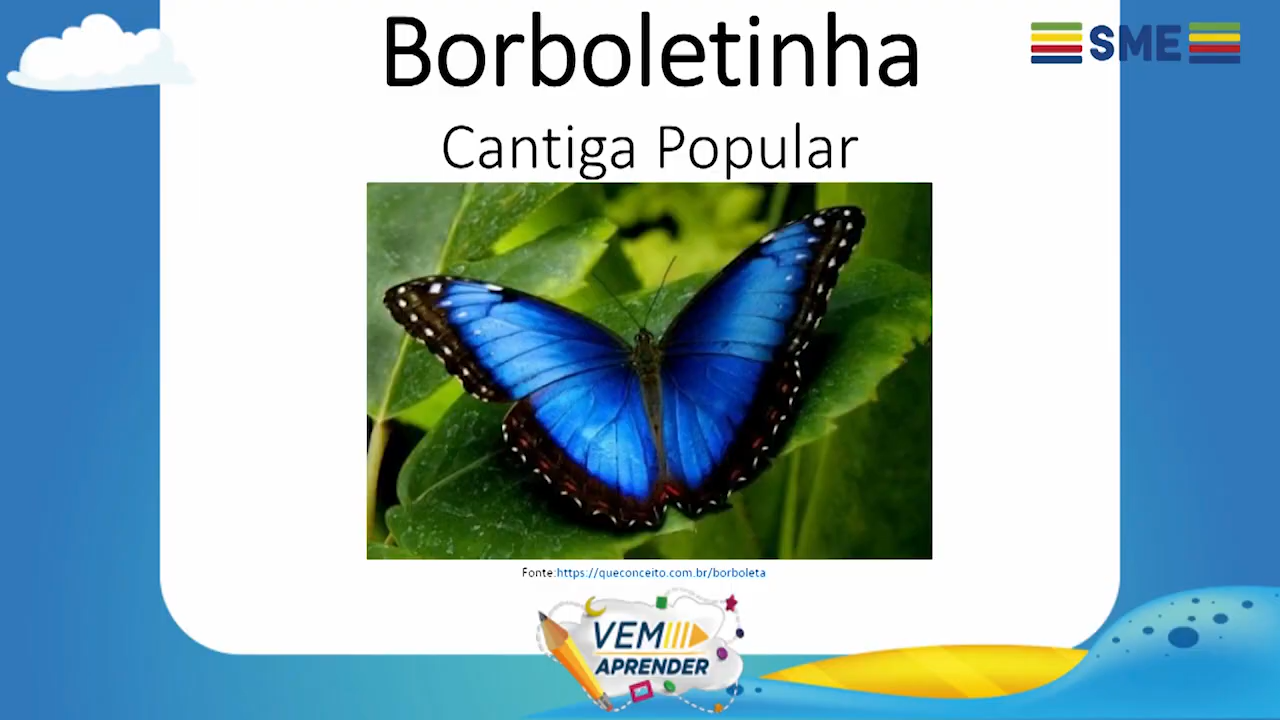 Borboletinha
SME
Cantiga Popular
Fonte:https://queconceito.com.br/borboleta
VEM
APRENDER